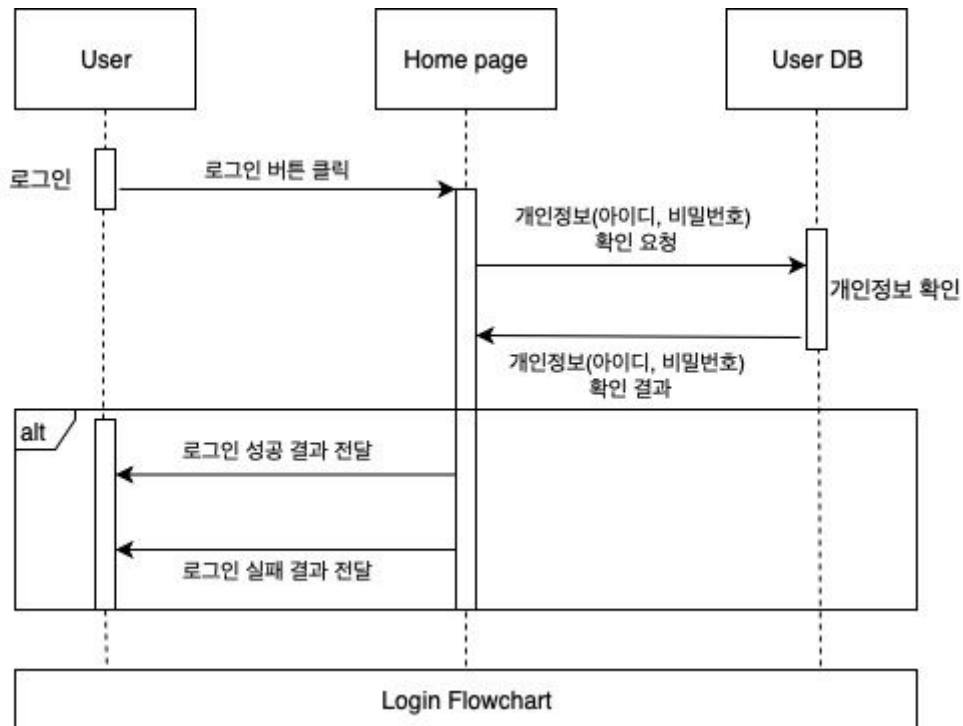 User
Home page
User DB
로그인
로그인 버튼 클릭
개인정보(아이디, 비밀번호)
확인 요청
개인정보 확인
개인정보(아이디, 비밀번호)
확인 결과
alt
로그인 성공 결과 전달
로그인 실패 결과 전달
Login Flowchart